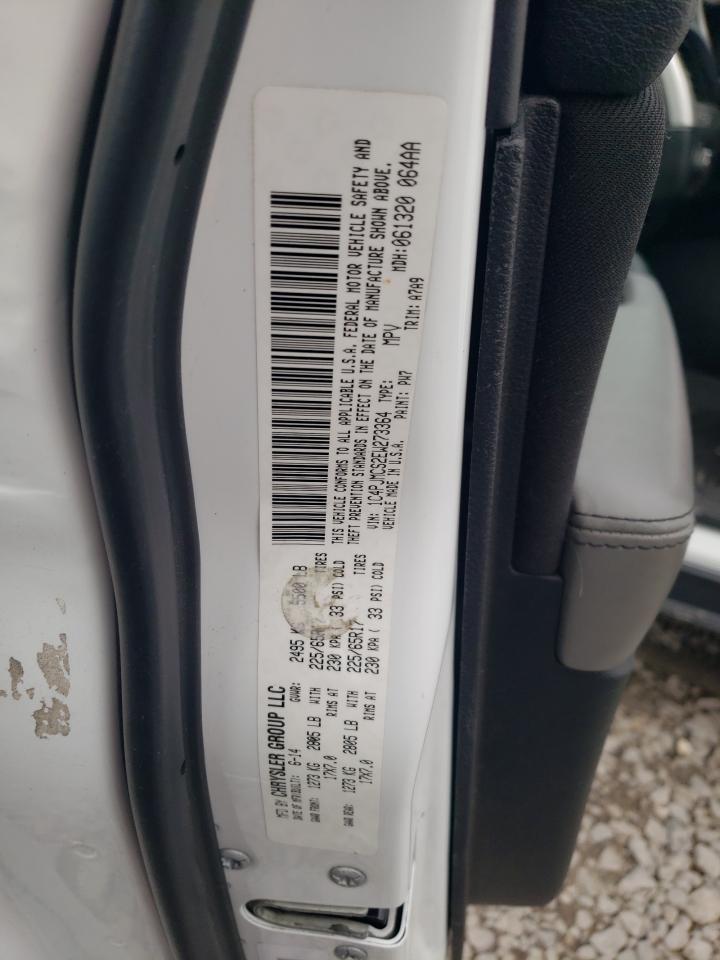 MFD BY CHRYSLER GROUP LLC
DATE OF MFR/BUILT: 6-14 GVWR: 2495 KG 5500 LB
GAWR FRONT: 1273 KG 2805 LB WITH 225/65R TIRES
17X7.0 RIMS AT 230 KPA ( 33 PSI) COLD
GAWR REAR: 1273 KG 2805 LB WITH 225/65R17 TIRES
17X7.0 RIMS AT 230 KPA ( 33 PSI) COLD
THIS VEHICLE CONFORMS TO ALL APPLICABLE U.S.A. FEDERAL MOTOR VEHICLE SAFETY AND
THEFT PREVENTION STANDARDS IN EFFECT ON THE DATE OF MANUFACTURE SHOWN ABOVE.
VIN: 1C4PJMCS2EW273364 TYPE: MPV MDH:061320 064AA
VEHICLE MADE IN U.S.A. PAINT: PW7 TRIM: A7A9